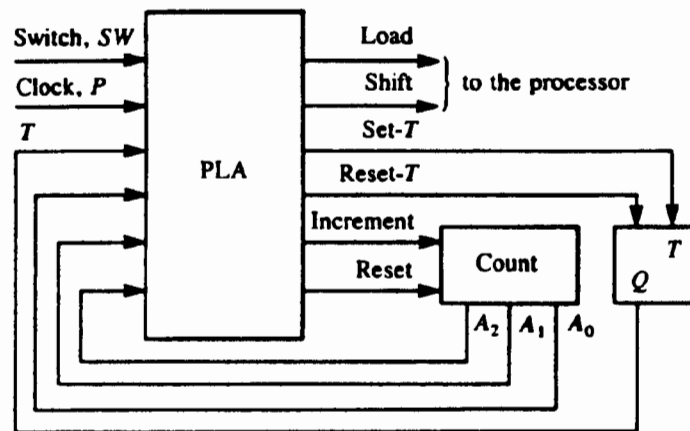 Switch, SW
Load
Clock, P
Shift
to the processor
T
Set-T
PLA
Reset-T
Increment
Count
T
Reset
Q
A₂
A₁
A₀